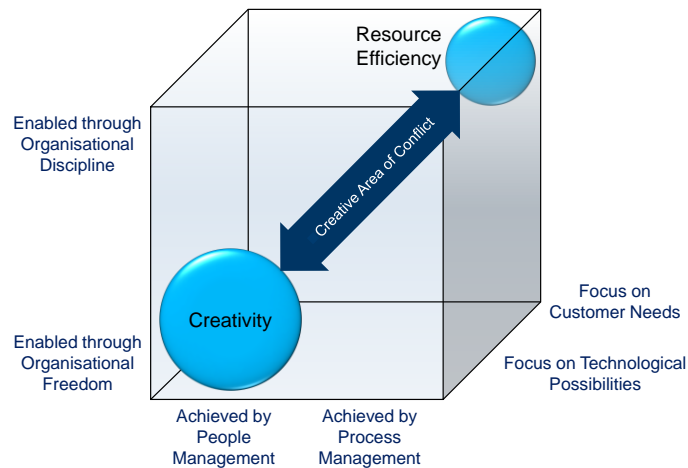 Resource
Efficiency
Enabled through
Organisational
Discipline
Creative Area of Conflict
Creativity
Focus on
Customer Needs
Enabled through
Organisational
Freedom
Focus on Technological
Possibilities
Achieved by
People
Management
Achieved by
Process
Management